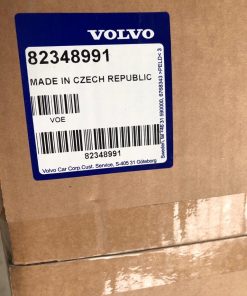 VOLVO
82348991
MADE IN CZECH REPUBLIC
VOE
82348991
Volvo Car Corp Cust. Service, S-405 31 Göteborg